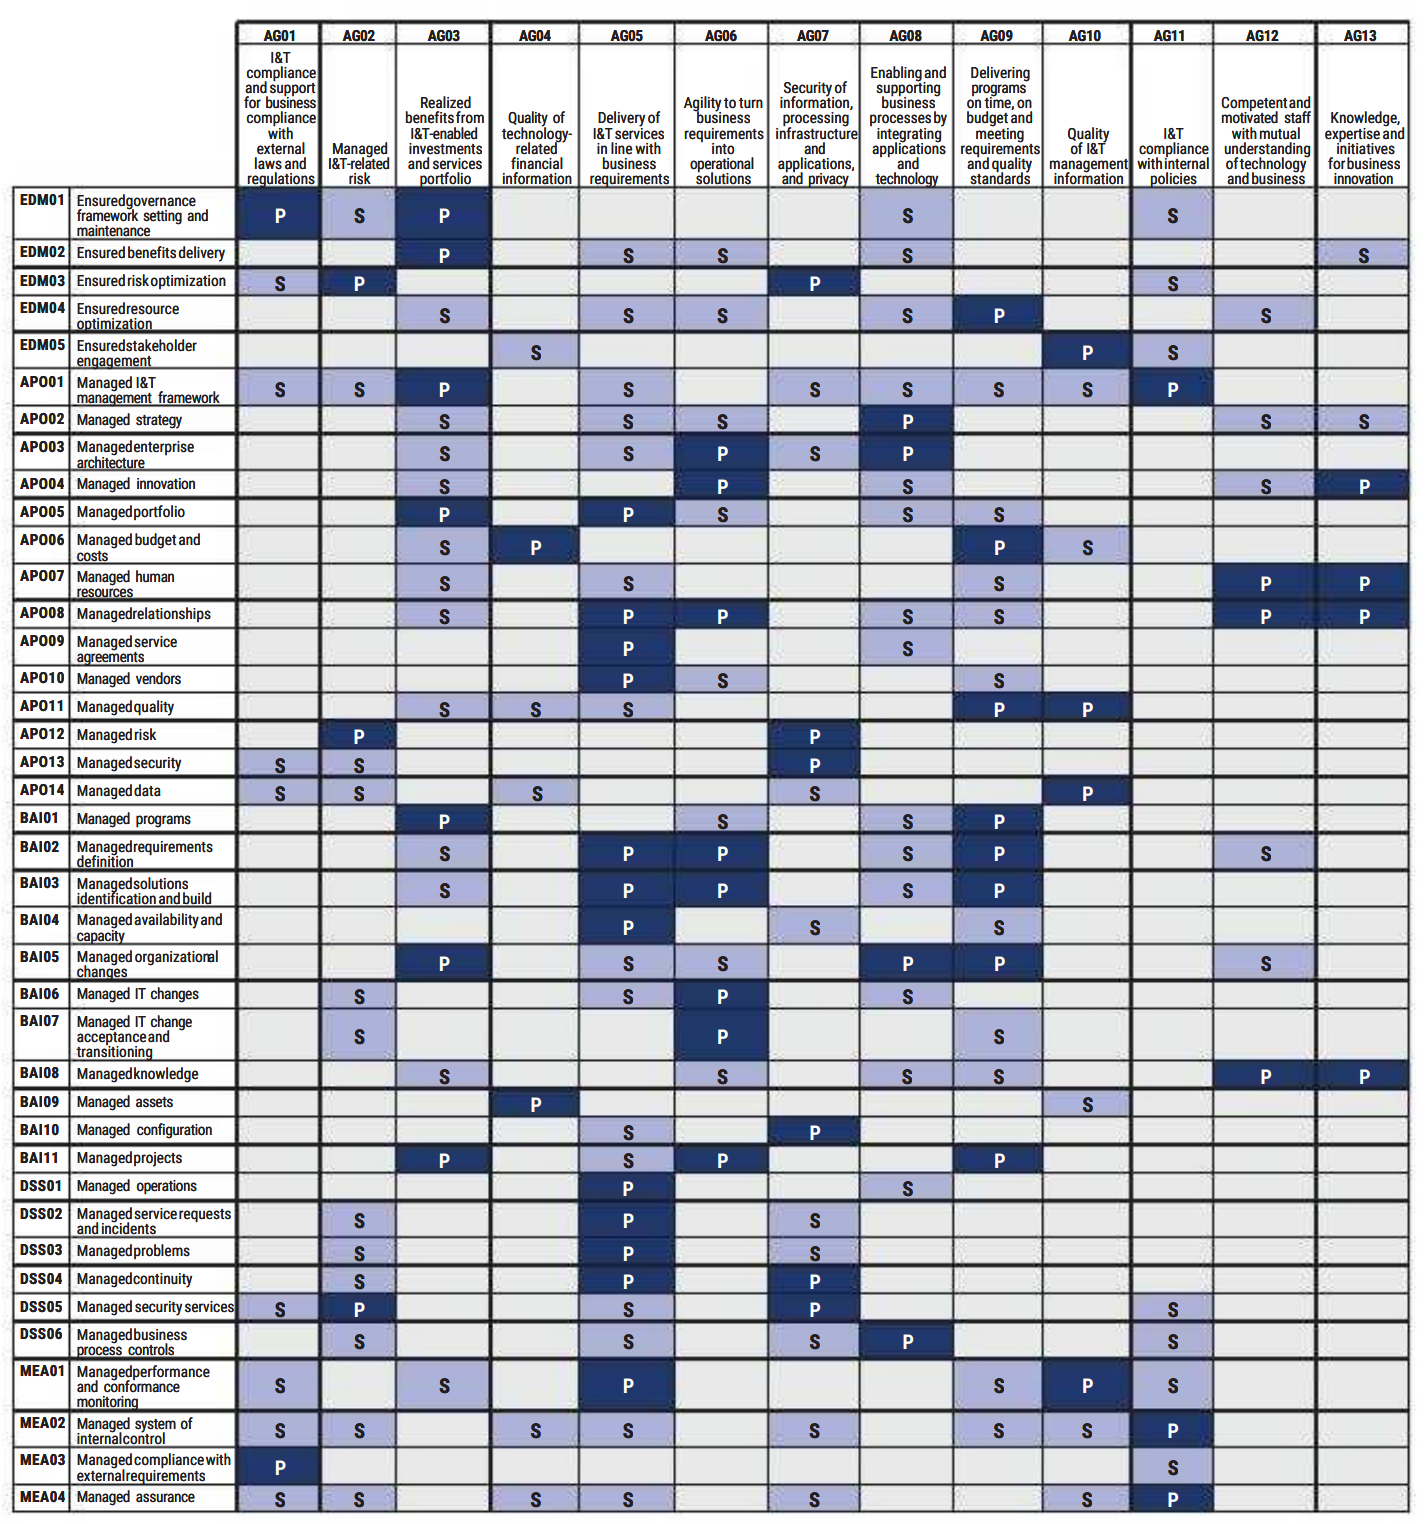 AG01 AG02 AG03 AG04 AG05 AG06 AG07 AG08 AG09 AG10 AG11 AG12 AG13
I&T
compliance
and support
for business
compliance
with
external
laws and
regulations
Managed
I&T-related
risk
Realized
benefits from
I&T-enabled
investments
and services
portfolio
Quality of
technology-
related
financial
information
Delivery of
I&T services
in line with
business
requirements
Agility to turn
business
requirements
into
operational
solutions
Security of
information,
processing
infrastructure
and
applications,
and privacy
Enabling and
supporting
business
processes by
integrating
applications
and
technology
Delivering
programs
on time, on
budget and
meeting
requirements
and quality
standards
Quality
of I&T
management
information
I&T
compliance
with internal
policies
Competent and
motivated staff
with mutual
understanding
of technology
and business
Knowledge,
expertise and
initiatives
for business
innovation
EDM01 Ensured governance
framework setting and
maintenance
P S P S S
EDM02 Ensured benefits delivery P S S S S
EDM03 Ensured risk optimization S P P S
EDM04 Ensured resource
optimization
S S S S P S
EDM05 Ensured stakeholder
engagement
S P S
APO01 Managed I&T
management framework
S S P S S S S S P
APO02 Managed strategy S S S P S S
APO03 Managed enterprise
architecture
S S P S P
APO04 Managed innovation S P S S P
APO05 Managed portfolio P P S S S
APO06 Managed budget and
costs
S P P S
APO07 Managed human
resources
S S S P P
APO08 Managed relationships S P P S S P P
APO09 Managed service
agreements
P S
APO10 Managed vendors P S S
APO11 Managed quality S S S P P
APO12 Managed risk P P
APO13 Managed security S S P
APO14 Managed data S S S S P
BAI01 Managed programs P S S P
BAI02 Managed requirements
definition
S P P S P S
BAI03 Managed solutions
identification and build
S P P S P
BAI04 Managed availability and
capacity
P S S
BAI05 Managed organizational
changes
P S S P P S
BAI06 Managed IT changes S S P S
BAI07 Managed IT change
acceptance and
transitioning
S P S
BAI08 Managed knowledge S S S S P P
BAI09 Managed assets P S
BAI10 Managed configuration S P
BAI11 Managed projects P S P P
DSS01 Managed operations P S
DSS02 Managed service requests
and incidents
S P S
DSS03 Managed problems S P S
DSS04 Managed continuity S P P
DSS05 Managed security services S P S P S
DSS06 Managed business
process controls
S S S P S
MEA01 Managed performance
and conformance
monitoring
S S P S P S
MEA02 Managed system of
internal control
S S S S S S S P
MEA03 Managed compliance with
external requirements
P S
MEA04 Managed assurance S S S S S S P